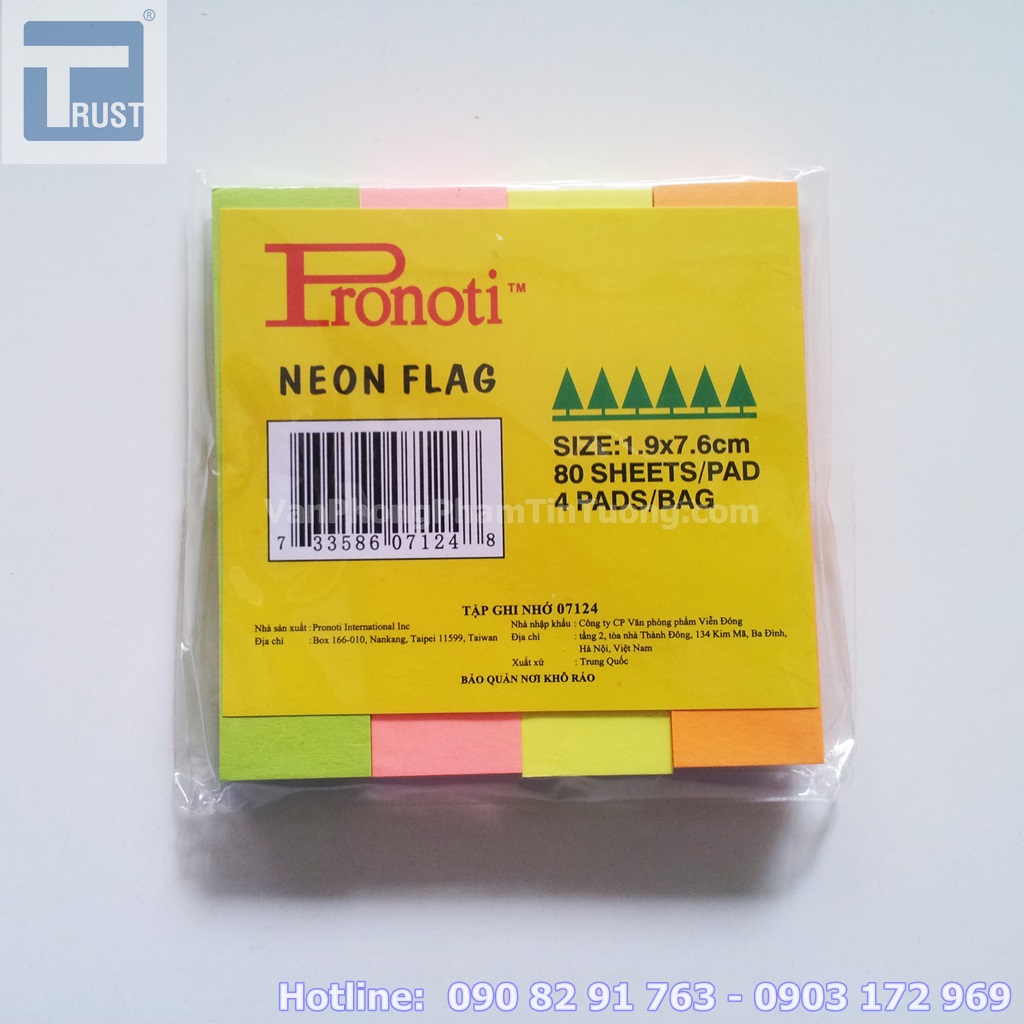 TRUST ®
Pronoti™
NEON FLAG
SIZE:1.9x7.6cm
80 SHEETS/PAD
4 PADS/BAG
VanPhongPhamTinTuong.com
7 33586 07124 8
TẬP GHI NHỚ 07124
Nhà sản xuất : Pronoti International Inc
Địa chỉ : Box 166-010, Nankang, Taipei 11599, Taiwan
Nhà nhập khẩu : Công ty CP Văn phòng phẩm Viễn Đông
Địa chỉ : tầng 2, tòa nhà Thành Đông, 134 Kim Mã, Ba Đình,
Hà Nội, Việt Nam
Xuất xứ : Trung Quốc
BẢO QUẢN NƠI KHÔ RÁO
Hotline: 090 82 91 763 - 0903 172 969